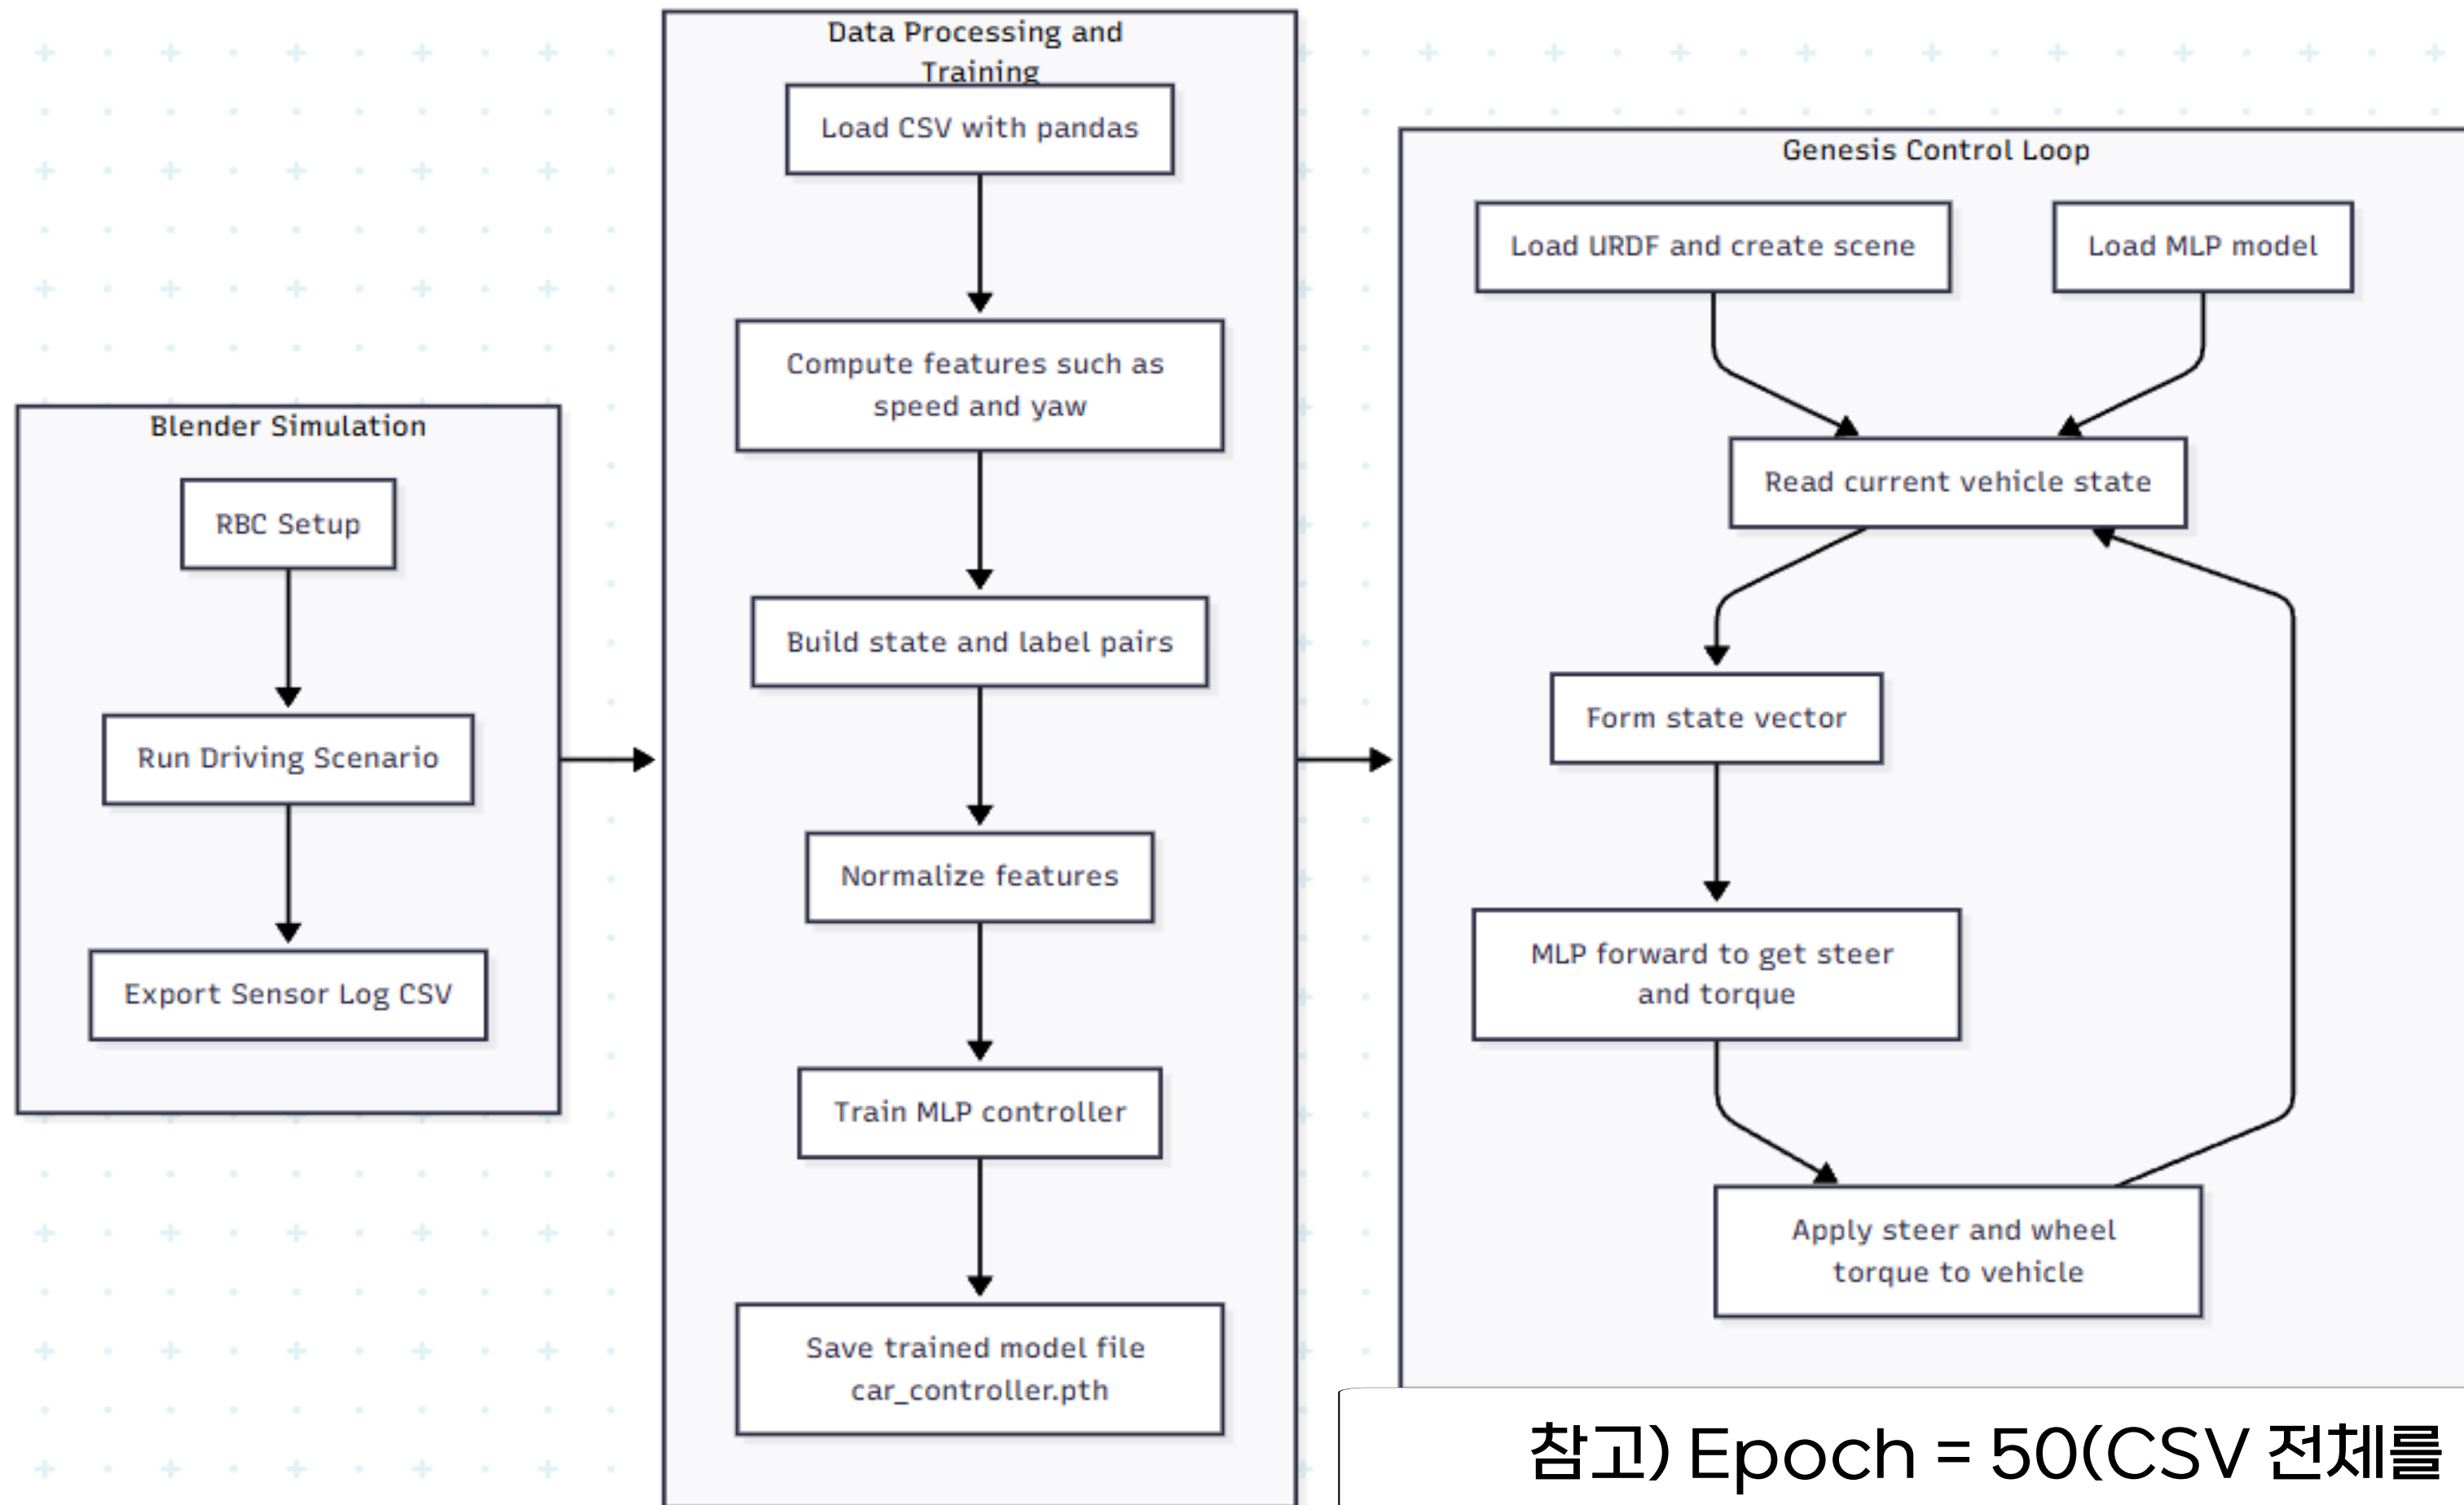 Blender Simulation
RBC Setup
Run Driving Scenario
Export Sensor Log CSV
Data Processing and
Training
Load CSV with pandas
Compute features such as
speed and yaw
Build state and label pairs
Normalize features
Train MLP controller
Save trained model file
car_controller.pth
Genesis Control Loop
Load URDF and create scene
Load MLP model
Read current vehicle state
Form state vector
MLP forward to get steer
and torque
Apply steer and wheel
torque to vehicle
참고) Epoch = 50(CSV 전체를